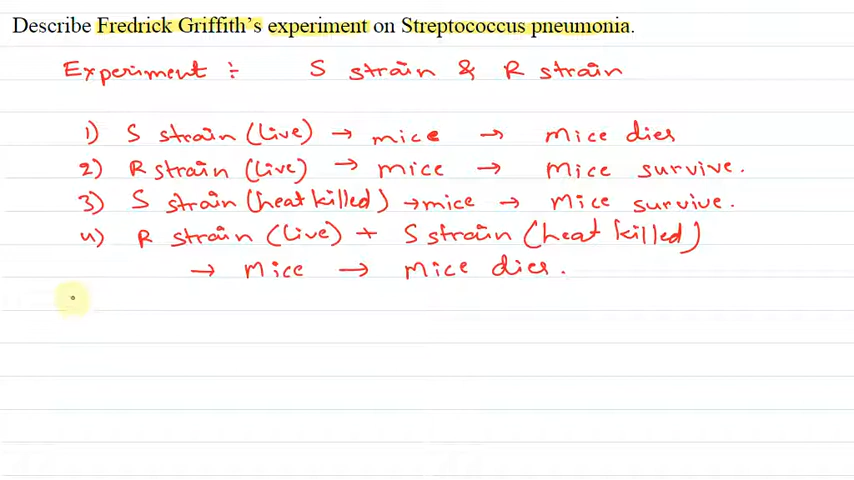 Describe Fredrick Griffith's experiment on Streptococcus pneumonia.
Experiment ÷ S strain & R strain
1) S strain (Live) → mice → Mice dies
2) R strain (Live) → mice → Mice survive.
3) S strain (heat killed) → mice → Mice survive.
4) R strain (Live) + S strain (heat killed)
→ Mice → Mice dies.